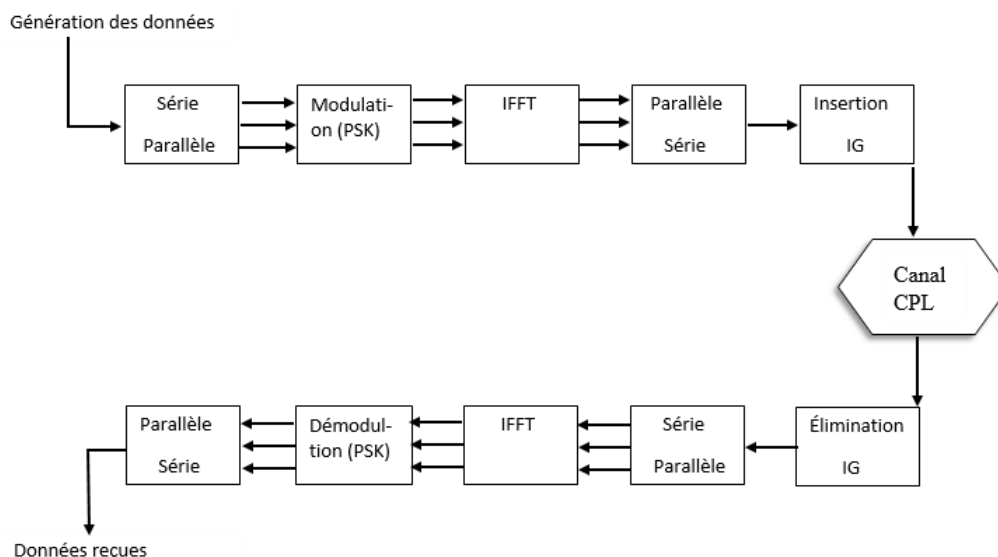 Génération des données
Série
Parallèle
Modulati-
on (PSK)
IFFT
Parallèle
Série
Insertion
IG
Canal
CPL
Élimination
IG
Série
Parallèle
IFFT
Démodul-
tion (PSK)
Parallèle
Série
Données recues